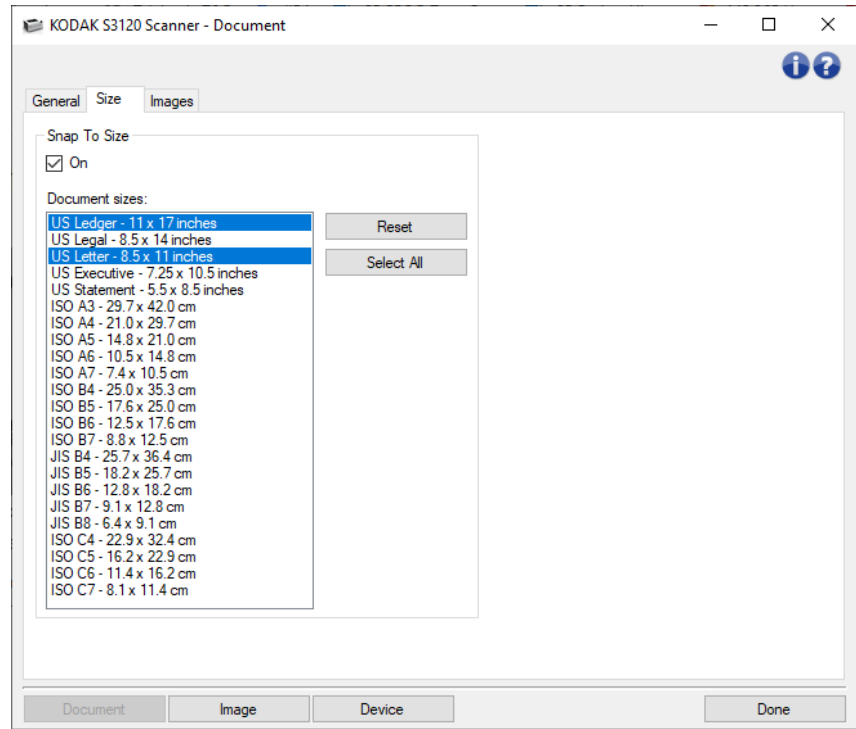 KODAK S3120 Scanner - Document
General Size Images
Snap To Size
On
Document sizes:
US Ledger - 11 x 17 inches
US Legal - 8.5 x 14 inches
US Letter - 8.5 x 11 inches
US Executive - 7.25 x 10.5 inches
US Statement - 5.5 x 8.5 inches
ISO A3 - 29.7 x 42.0 cm
ISO A4 - 21.0 x 29.7 cm
ISO A5 - 14.8 x 21.0 cm
ISO A6 - 10.5 x 14.8 cm
ISO A7 - 7.4 x 10.5 cm
ISO B4 - 25.0 x 35.3 cm
ISO B5 - 17.6 x 25.0 cm
ISO B6 - 12.5 x 17.6 cm
ISO B7 - 8.8 x 12.5 cm
JIS B4 - 25.7 x 36.4 cm
JIS B5 - 18.2 x 25.7 cm
JIS B6 - 12.8 x 18.2 cm
JIS B7 - 9.1 x 12.8 cm
JIS B8 - 6.4 x 9.1 cm
ISO C4 - 22.9 x 32.4 cm
ISO C5 - 16.2 x 22.9 cm
ISO C6 - 11.4 x 16.2 cm
ISO C7 - 8.1 x 11.4 cm
Reset
Select All
Document Image Device Done